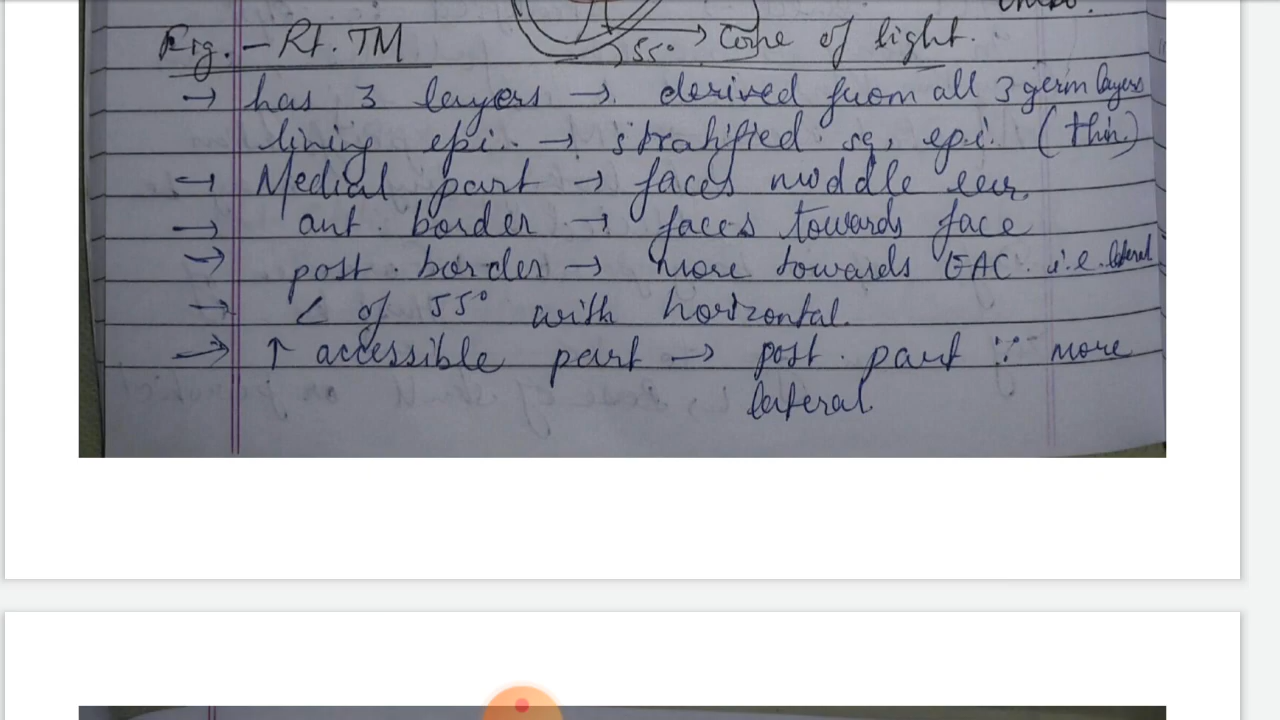 Fig. - Rt. TM
55° → Cone of light.
→ has 3 layers → derived from all 3 germ layers
lining epi. → stratified sq. epi. (thin)
→ Medial part → faces middle ear
→ ant. border → faces towards face
→ post. border → more towards EAC. i.e. lateral
→ ∠ of 55° with horizontal.
→ ↑ accessible part → post. part ∵ more
lateral.